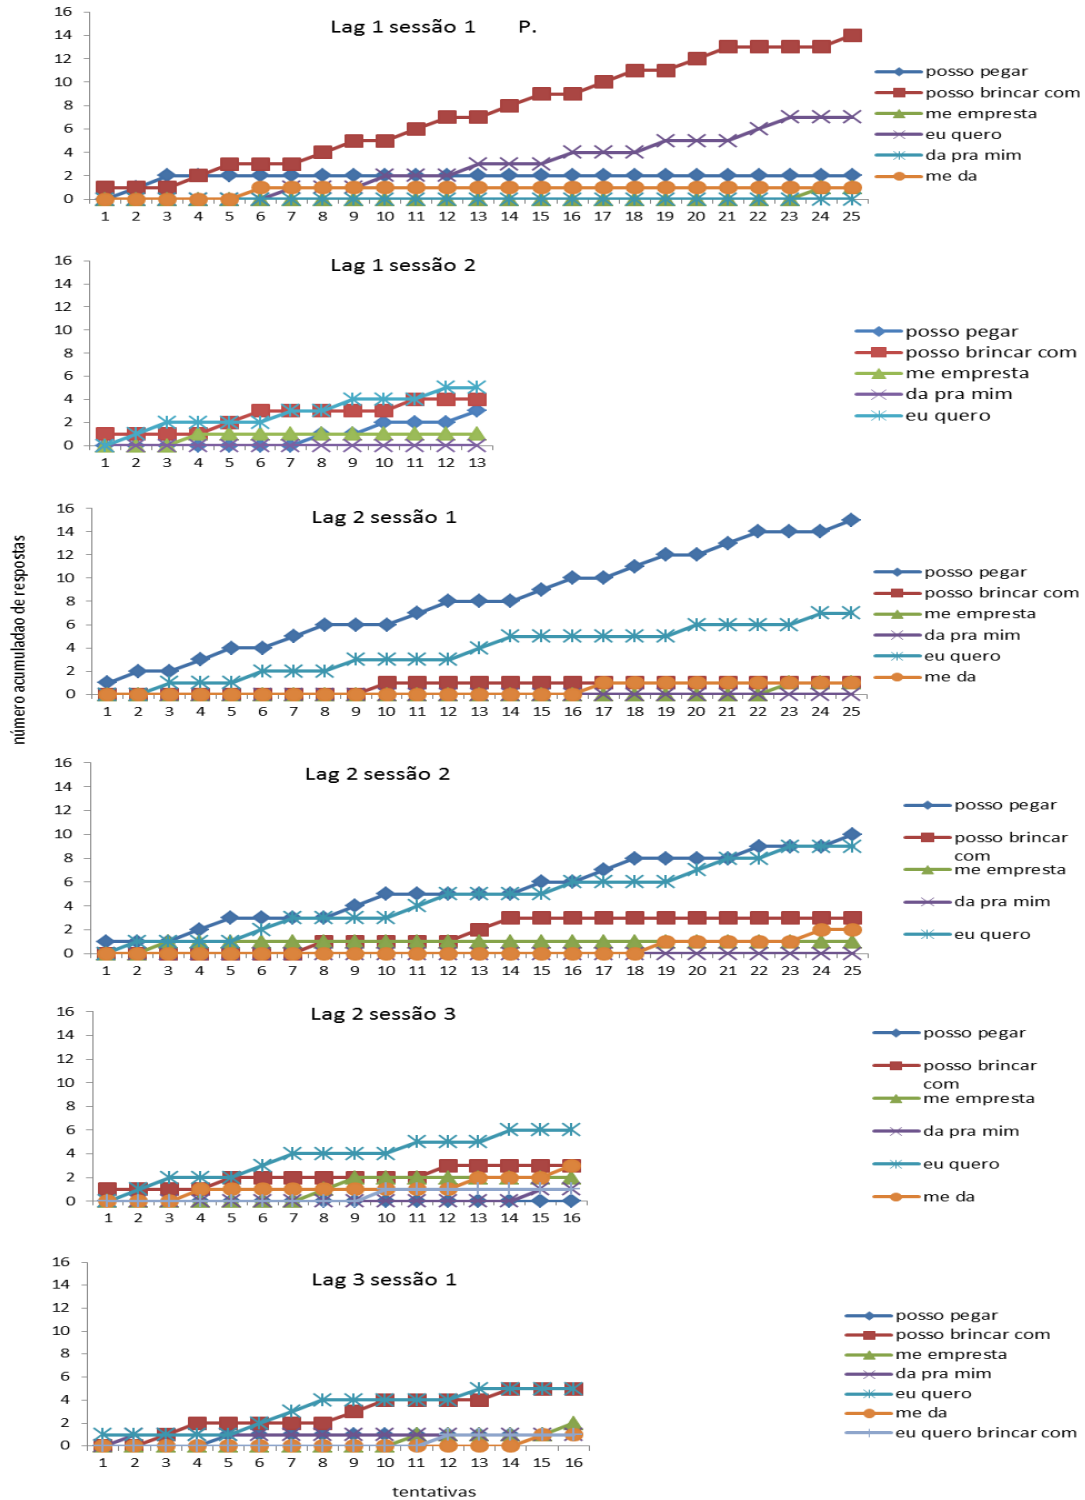 Lag 1 sessão 1 P.
16
14
12
10
8
6
4
2
0
1 2 3 4 5 6 7 8 9 10 11 12 13 14 15 16 17 18 19 20 21 22 23 24 25
posso pegar
posso brincar com
me empresta
eu quero
da pra mim
me da
Lag 1 sessão 2
16
14
12
10
8
6
4
2
0
1 2 3 4 5 6 7 8 9 10 11 12 13
posso pegar
posso brincar com
me empresta
da pra mim
eu quero
número acumuladao de respostas
Lag 2 sessão 1
16
14
12
10
8
6
4
2
0
1 2 3 4 5 6 7 8 9 10 11 12 13 14 15 16 17 18 19 20 21 22 23 24 25
posso pegar
posso brincar com
me empresta
da pra mim
eu quero
me da
Lag 2 sessão 2
16
14
12
10
8
6
4
2
0
1 2 3 4 5 6 7 8 9 10 11 12 13 14 15 16 17 18 19 20 21 22 23 24 25
posso pegar
posso brincar
com
me empresta
da pra mim
eu quero
Lag 2 sessão 3
16
14
12
10
8
6
4
2
0
1 2 3 4 5 6 7 8 9 10 11 12 13 14 15 16
posso pegar
posso brincar
com
me empresta
da pra mim
eu quero
me da
Lag 3 sessão 1
16
14
12
10
8
6
4
2
0
1 2 3 4 5 6 7 8 9 10 11 12 13 14 15 16
posso pegar
posso brincar com
me empresta
da pra mim
eu quero
me da
eu quero brincar com
tentativas